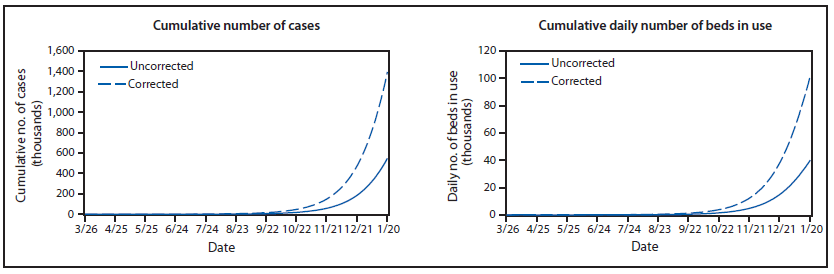 Cumulative number of cases
Cumulative no. of cases
(thousands)
1,600
1,400
1,200
1,000
800
600
400
200
0
Uncorrected
Corrected
3/26 4/25 5/25 6/24 7/24 8/23 9/22 10/22 11/21 12/21 1/20
Date
Cumulative daily number of beds in use
Daily no. of beds in use
(thousands)
120
100
80
60
40
20
0
Uncorrected
Corrected
3/26 4/25 5/25 6/24 7/24 8/23 9/22 10/22 11/21 12/21 1/20
Date